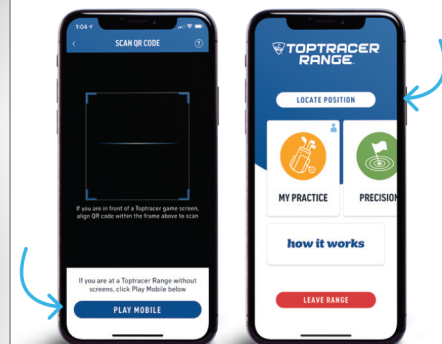 1:04
SCAN QR CODE
?
If you are in front of a Toptracer game screen,
align QR code within the frame above to scan
If you are at a Toptracer Range without
screens, click Play Mobile below
PLAY MOBILE
TOPTRACER
RANGE
LOCATE POSITION
MY PRACTICE
PRECISION
how it works
LEAVE RANGE